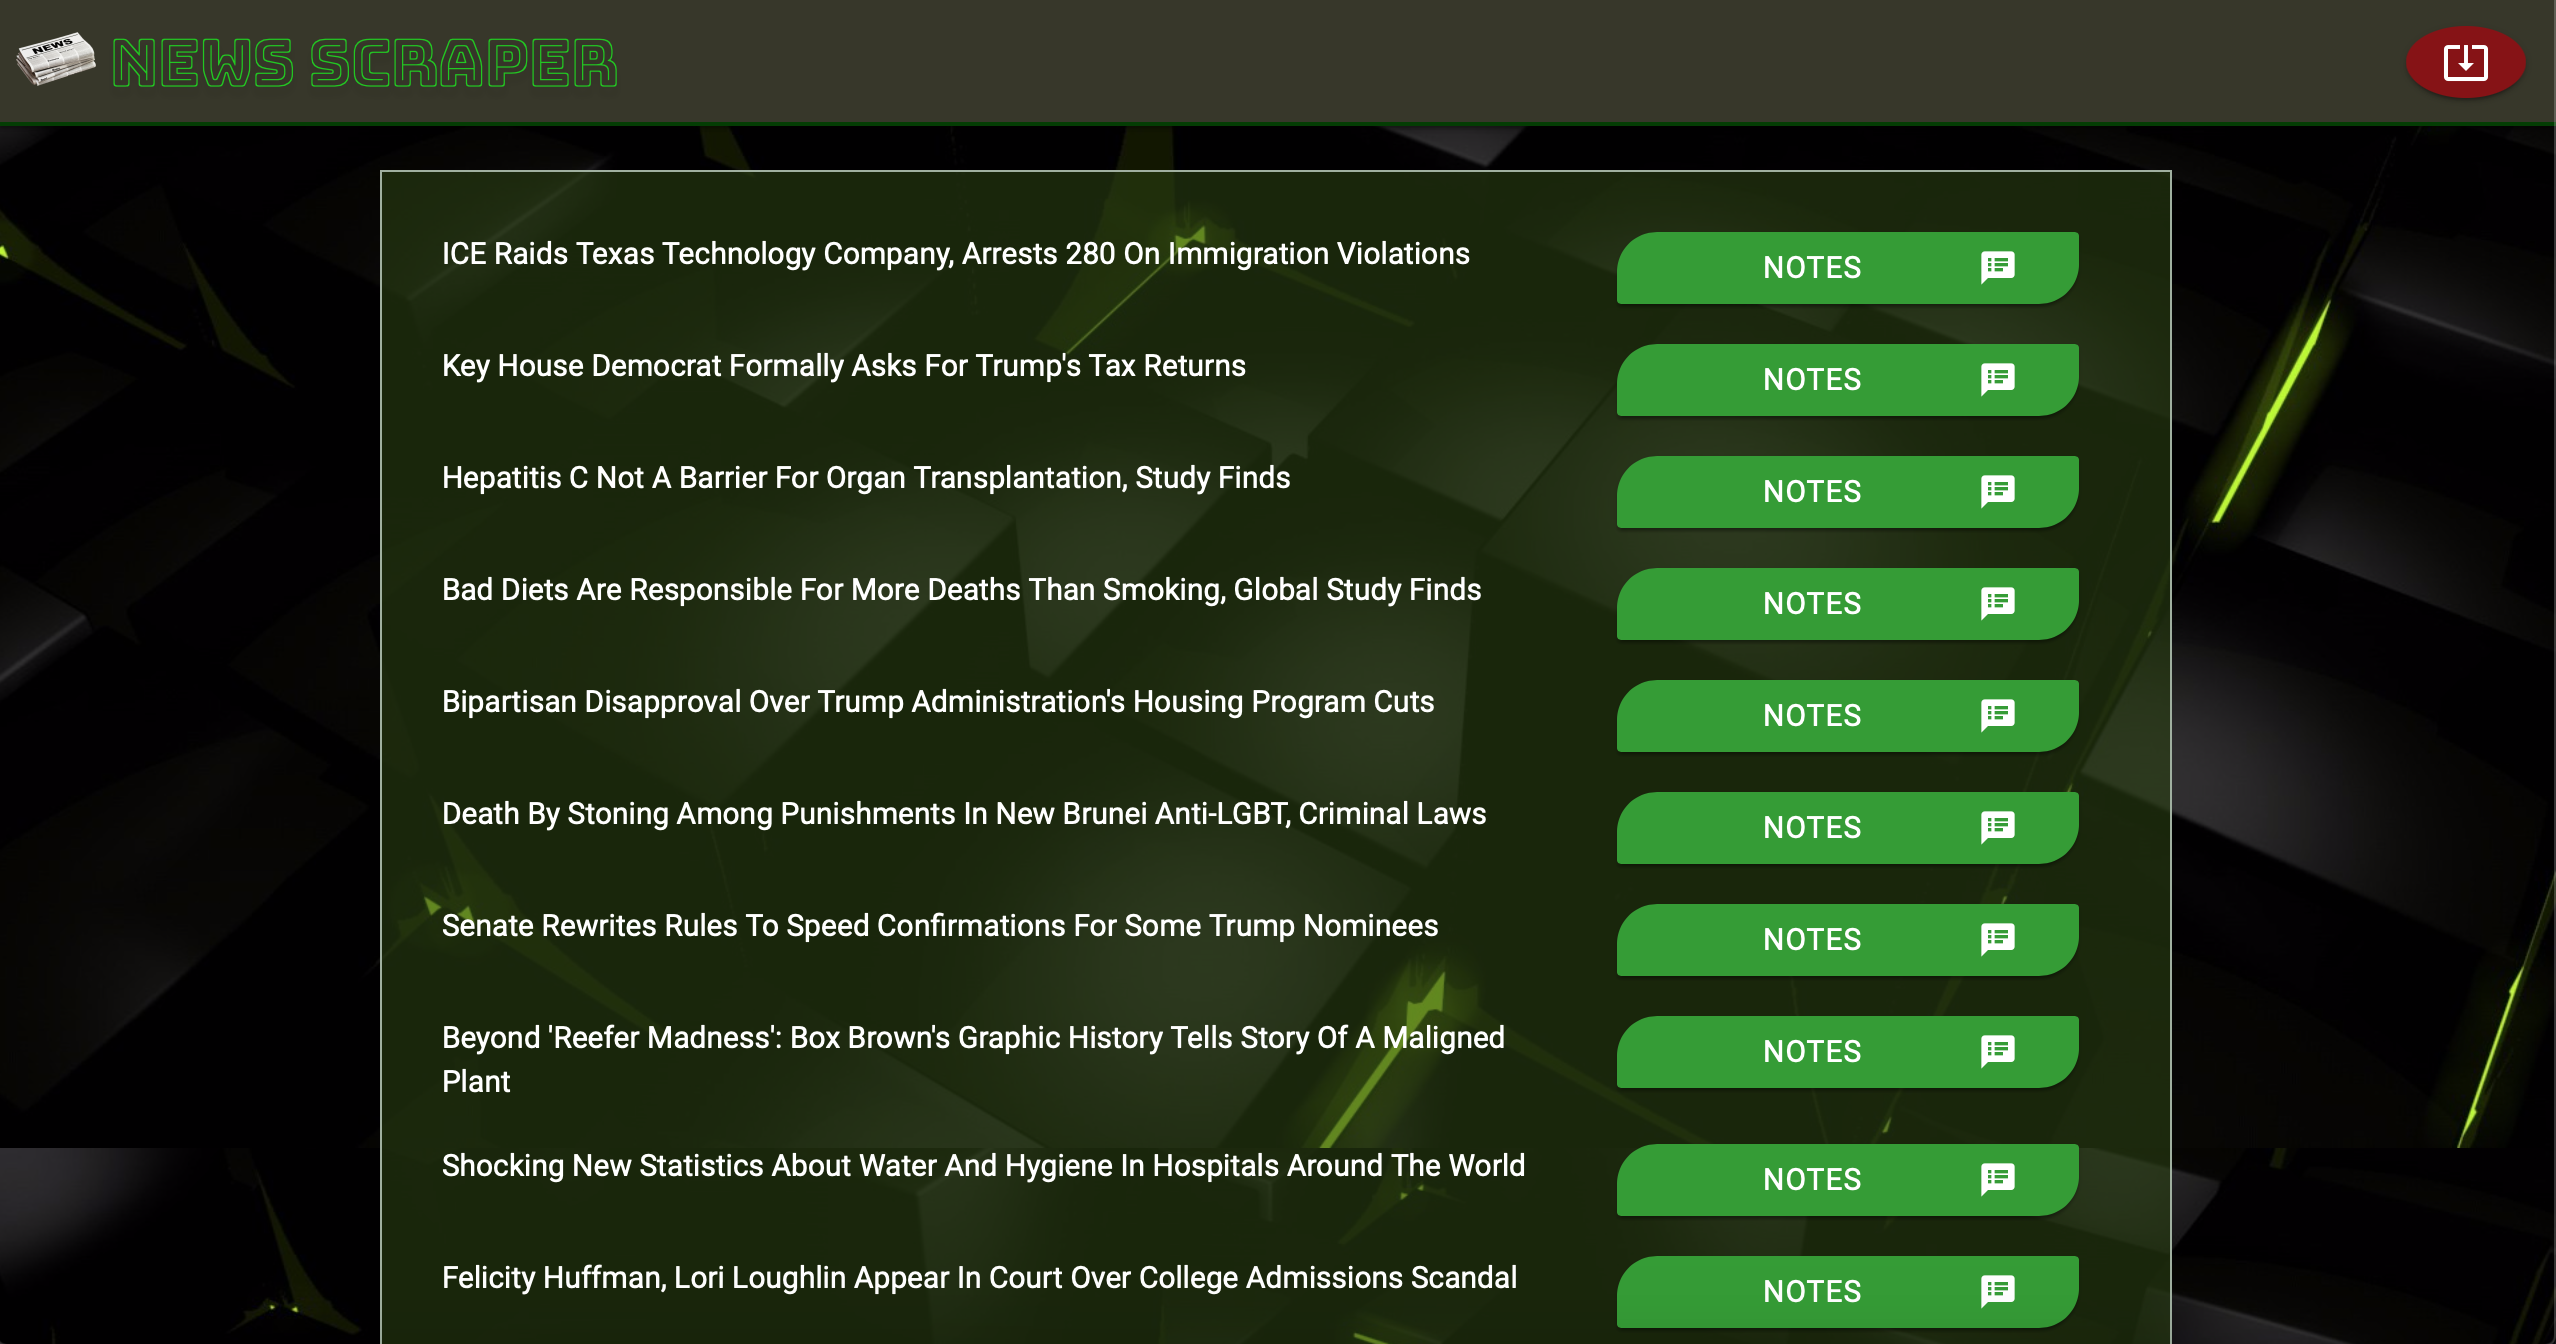 NEWS
NEWS SCRAPER
ICE Raids Texas Technology Company, Arrests 280 On Immigration Violations
NOTES
Key House Democrat Formally Asks For Trump's Tax Returns
NOTES
Hepatitis C Not A Barrier For Organ Transplantation, Study Finds
NOTES
Bad Diets Are Responsible For More Deaths Than Smoking, Global Study Finds
NOTES
Bipartisan Disapproval Over Trump Administration's Housing Program Cuts
NOTES
Death By Stoning Among Punishments In New Brunei Anti-LGBT, Criminal Laws
NOTES
Senate Rewrites Rules To Speed Confirmations For Some Trump Nominees
NOTES
Beyond 'Reefer Madness': Box Brown's Graphic History Tells Story Of A Maligned
Plant
NOTES
Shocking New Statistics About Water And Hygiene In Hospitals Around The World
NOTES
Felicity Huffman, Lori Loughlin Appear In Court Over College Admissions Scandal
NOTES